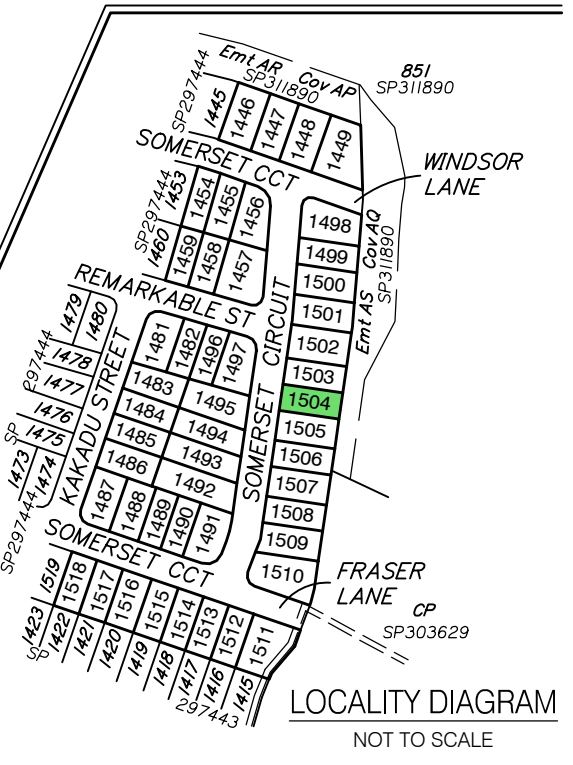 Emt AR
Cov AP
SP311890
851
SP311890
SP297444
1445
1446
1447
1448
1449
SOMERSET CCT
WINDSOR
LANE
SP297444
1453
1454
1455
1456
1460
1459
1458
1457
REMARKABLE ST
SOMERSET CIRCUIT
1498
1499
1500
1501
1502
1503
1504
1505
1506
1507
1508
1509
1510
Emt AS
Cov AQ
SP311890
1479
1480
297444
1478
1477
1476
SP
1475
1473
1474
SP297444
KAKADU STREET
1481
1482
1496
1497
1483
1495
1484
1494
1485
1493
1486
1492
1487
1488
1489
1490
1491
SOMERSET CCT
FRASER
LANE
CP
SP303629
1519
1518
1517
1516
1515
1514
1513
1512
1511
1423
1422
1421
1420
1419
1418
1417
1416
1415
SP
297443
LOCALITY DIAGRAM
NOT TO SCALE